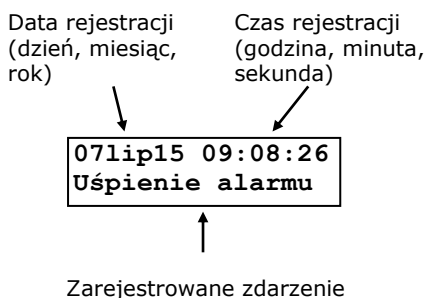 Data rejestracji
(dzień, miesiąc,
rok)
Czas rejestracji
(godzina, minuta,
sekunda)
07lip15 09:08:26
Uśpienie alarmu
Zarejestrowane zdarzenie